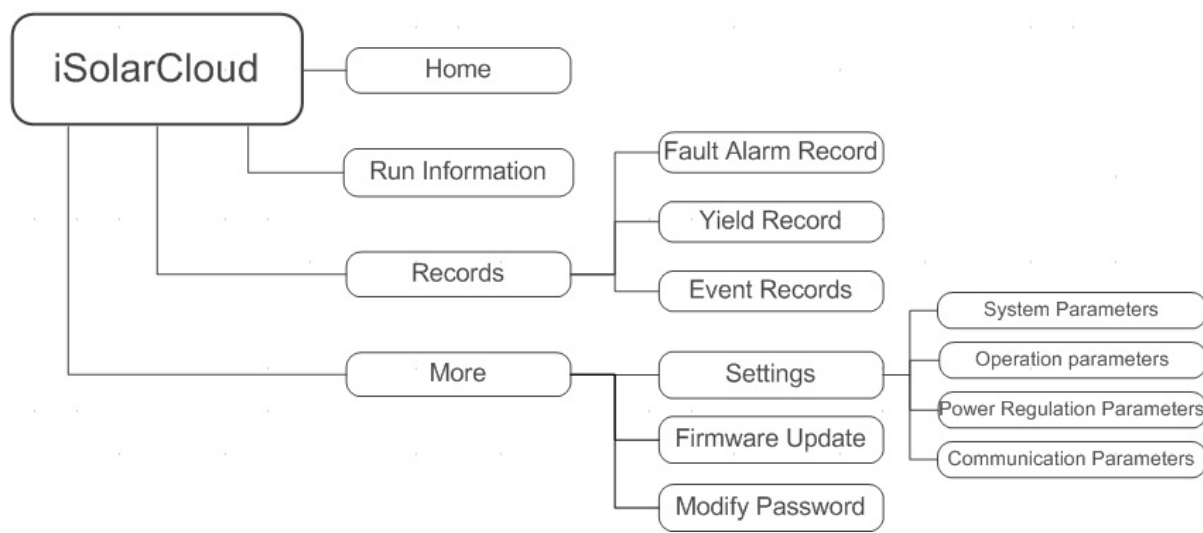 iSolarCloud
Home
Run Information
Records
Fault Alarm Record
Yield Record
Event Records
More
Settings
Firmware Update
Modify Password
System Parameters
Operation parameters
Power Regulation Parameters
Communication Parameters